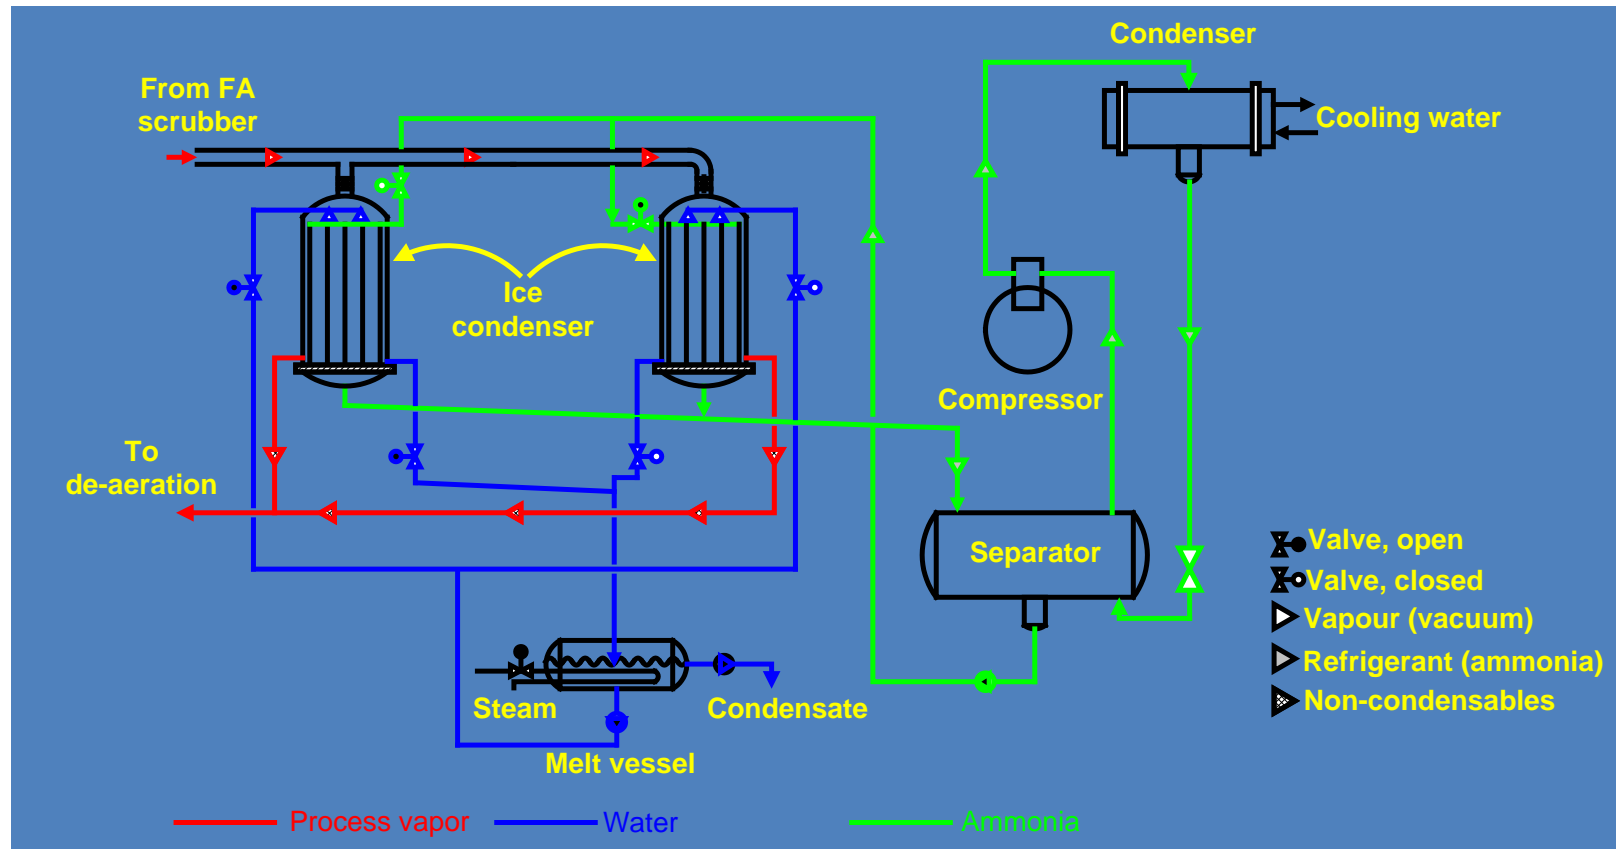 Condenser
From FA
scrubber
Cooling water
Ice
condenser
Compressor
To
de-aeration
Separator
Valve, open
Valve, closed
Vapour (vacuum)
Refrigerant (ammonia)
Non-condensables
Steam
Condensate
Melt vessel
Process vapor
Water
Ammonia